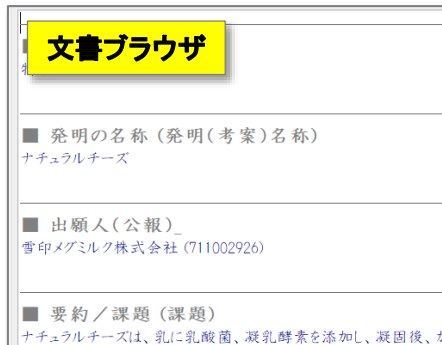 文書ブラウザ
■ 発明の名称 (発明(考案)名称)
ナチュラルチーズ
■ 出願人(公報)_
雪印メグミルク株式会社 (711002926)
■ 要約／課題 (課題)
ナチュラルチーズは、乳に乳酸菌、凝乳酵素を添加し、凝固後、